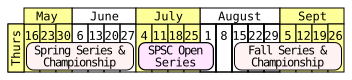 May June July August Sept
Thurs 16 23 30 6 13 20 27 4 11 18 25 1 8 15 22 29 5 12 19 26
Spring Series & SPSC Open Fall Series &
Championship Series Championship